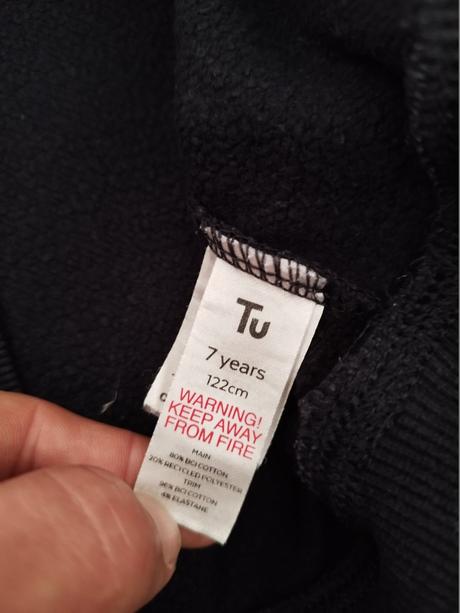 Tu
7 years
122cm
WARNING!
KEEP AWAY
FROM FIRE
MAIN
80% BCI COTTON
20% RECYCLED POLYESTER
TRIM
96% BCI COTTON
4% ELASTANE